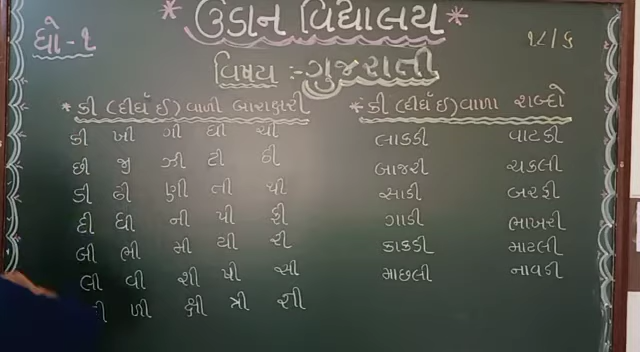 * ઉડાન વિદ્યાલય *
ધો - ૧
૧૮/૬
વિષય :- ગુજરાતી
* કી (દીર્ઘ ઈ) વાળી બારાક્ષરી
કી ખી ગી ઘી ચી
છી જી ઝી ટી ઠી
ડી ઢી ણી તી થી
દી ધી ની પી ફી
બી ભી મી યી રી
લી વી શી ષી સી
ળી ક્ષી ત્રી જ્ઞી
* કી (દીર્ઘ ઈ) વાળા શબ્દો
લાકડી વાટકી
બાજરી ચકલી
સાડી બરફી
ગાડી ભાખરી
કાકડી માટલી
માછલી નાવડી